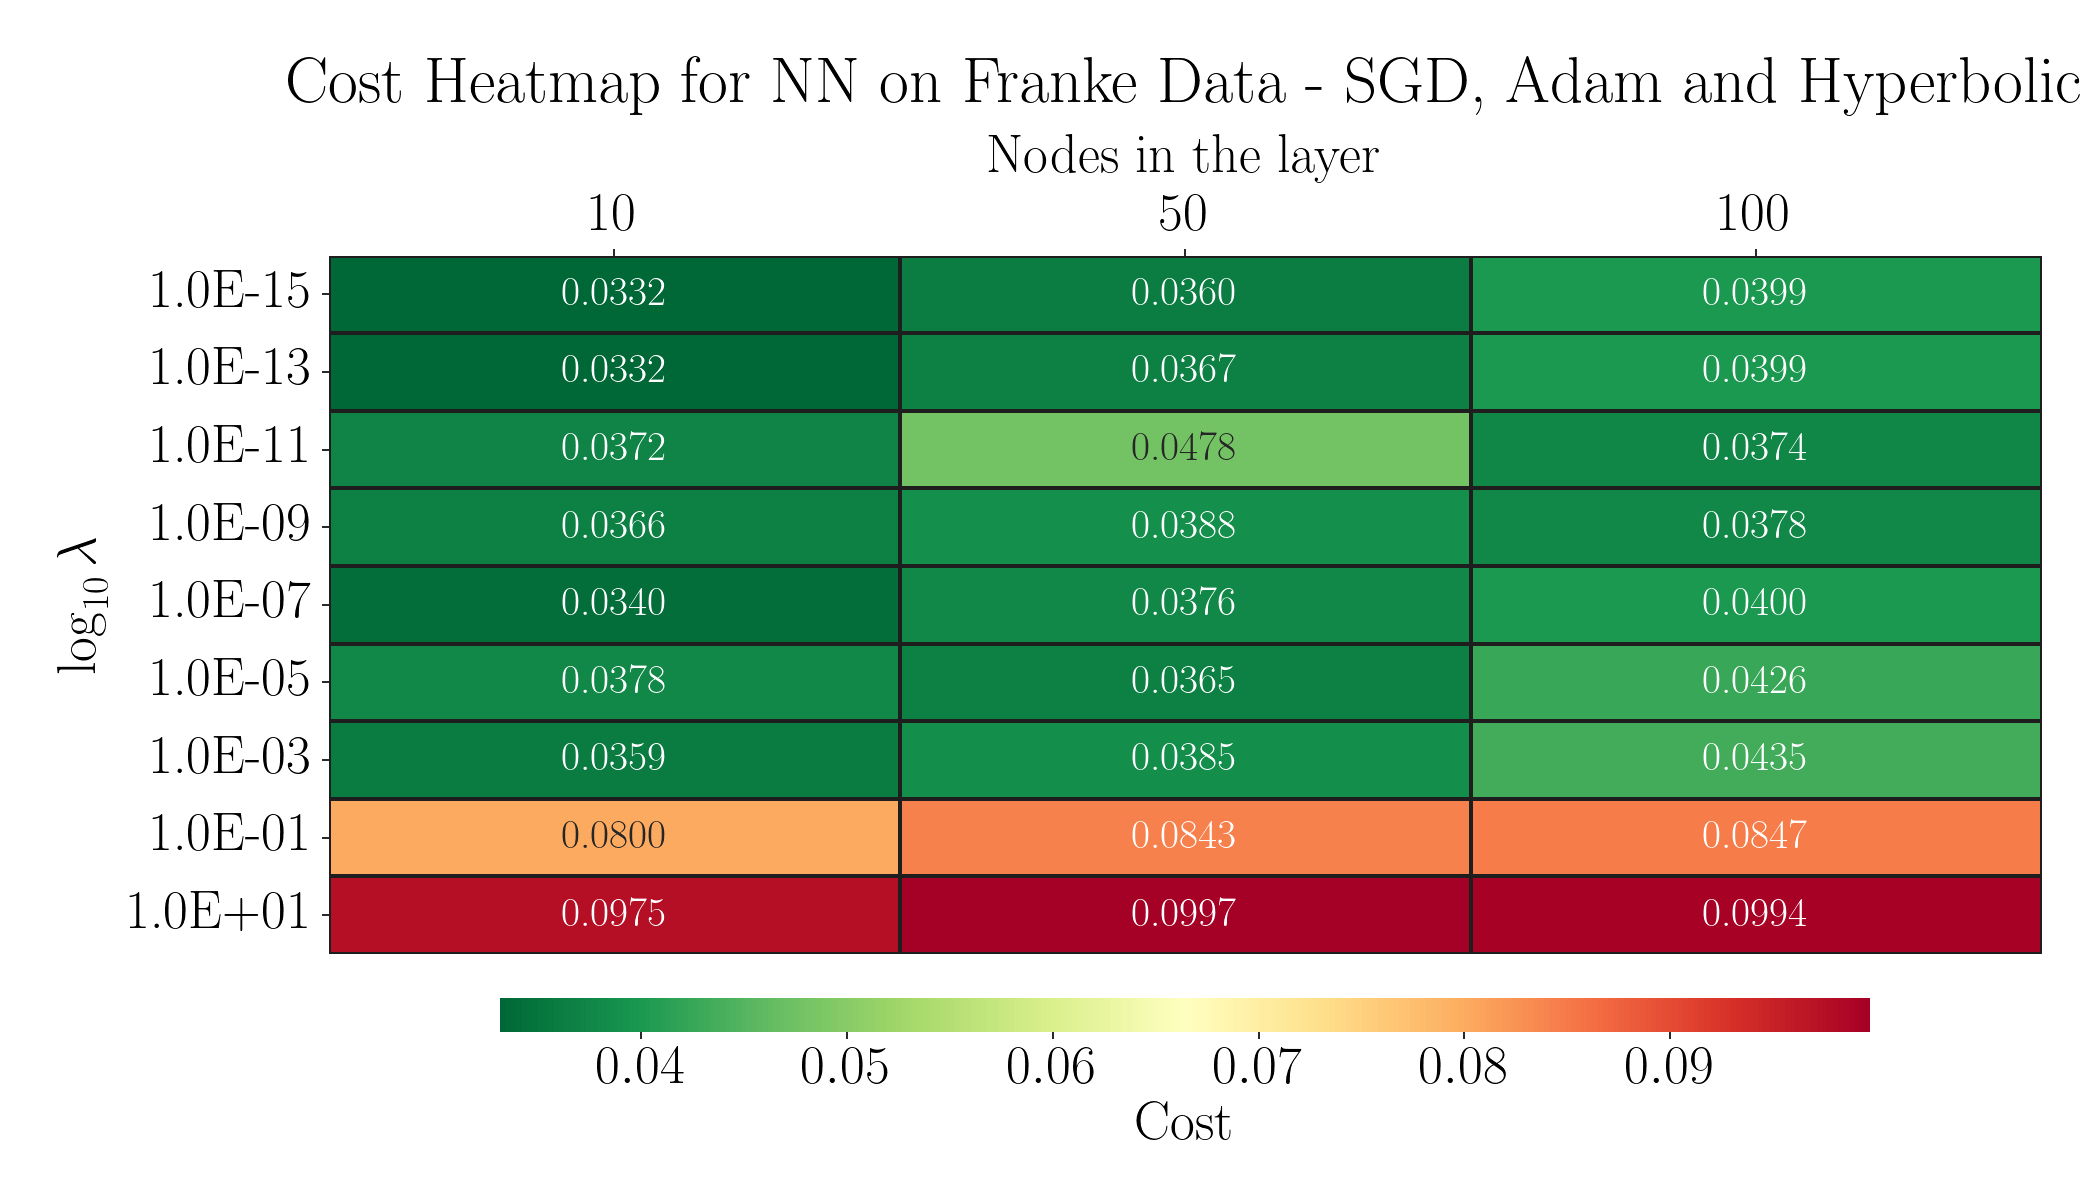 Cost Heatmap for NN on Franke Data - SGD, Adam and Hyperbolic
Nodes in the layer
10 50 100
1.0E-15 0.0332 0.0360 0.0399
1.0E-13 0.0332 0.0367 0.0399
1.0E-11 0.0372 0.0478 0.0374
1.0E-09 0.0366 0.0388 0.0378
1.0E-07 0.0340 0.0376 0.0400
1.0E-05 0.0378 0.0365 0.0426
1.0E-03 0.0359 0.0385 0.0435
1.0E-01 0.0800 0.0843 0.0847
1.0E+01 0.0975 0.0997 0.0994
log₁₀ λ
0.04 0.05 0.06 0.07 0.08 0.09
Cost